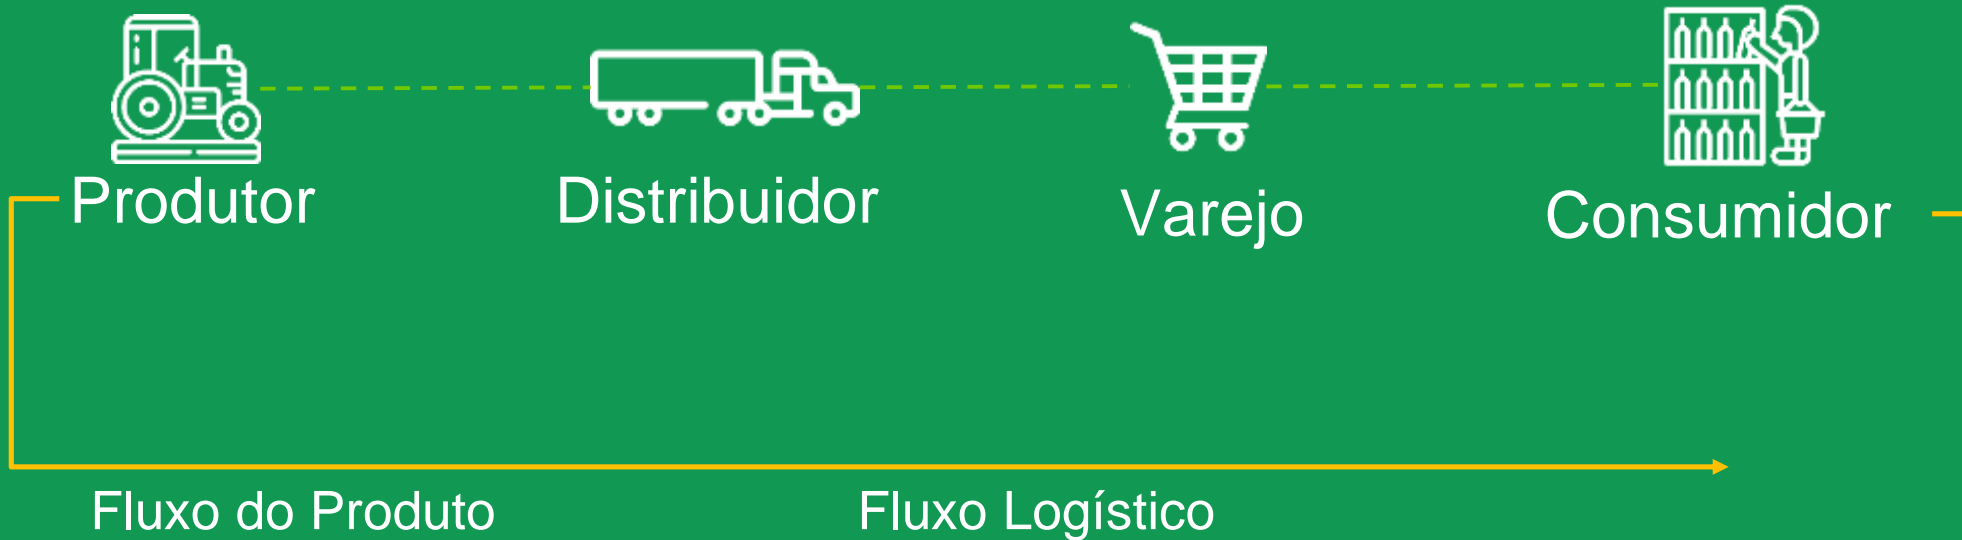 Produtor
Distribuidor
Varejo
Consumidor
Fluxo do Produto
Fluxo Logístico